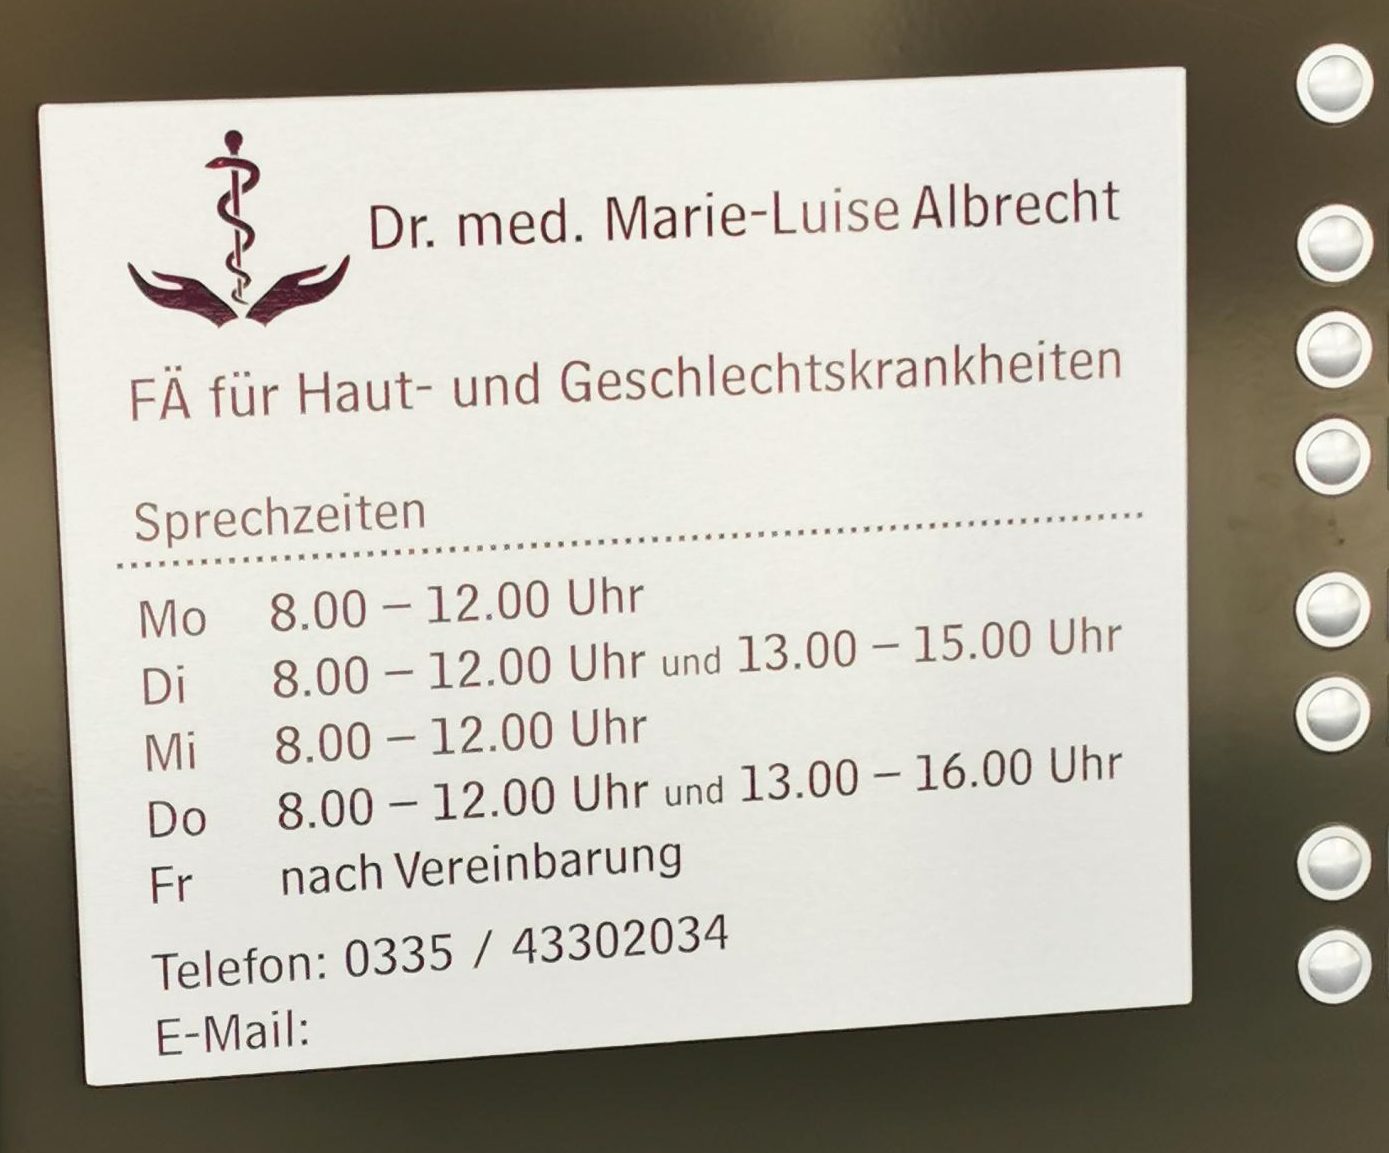 Dr. med. Marie-Luise Albrecht
FÄ für Haut- und Geschlechtskrankheiten
Sprechzeiten
Mo 8.00 – 12.00 Uhr
Di 8.00 – 12.00 Uhr und 13.00 – 15.00 Uhr
Mi 8.00 – 12.00 Uhr
Do 8.00 – 12.00 Uhr und 13.00 – 16.00 Uhr
Fr nach Vereinbarung
Telefon: 0335 / 43302034
E-Mail: